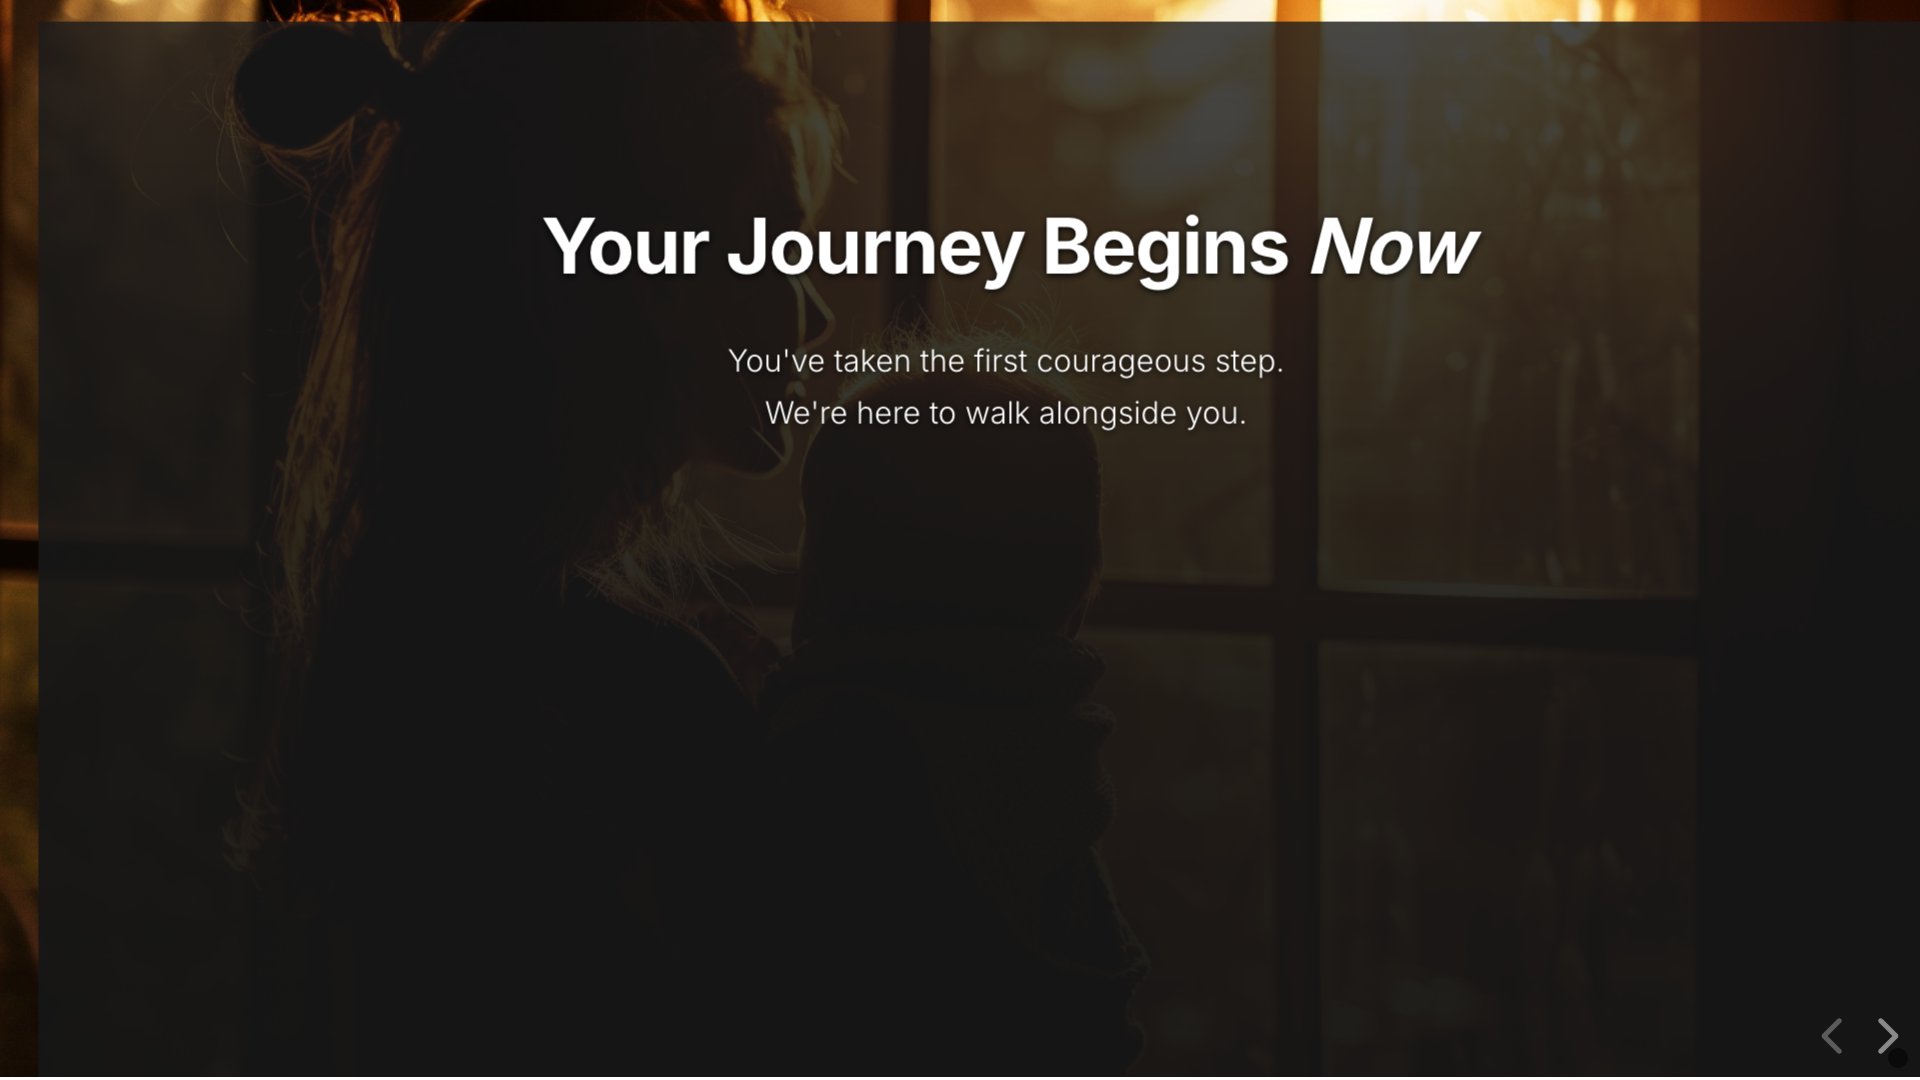 Your Journey Begins Now
You've taken the first courageous step.
We're here to walk alongside you.